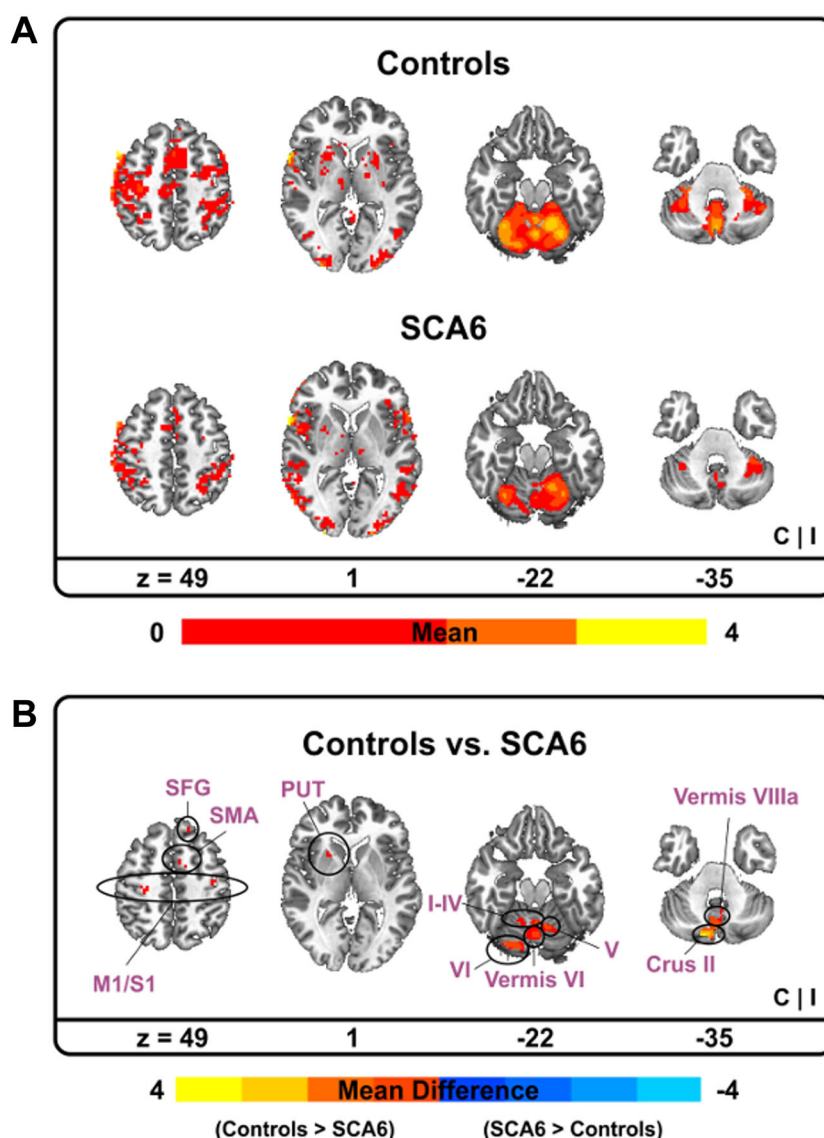 A
Controls
SCA6
C | I
z = 49 1 -22 -35
0 Mean 4
B
Controls vs. SCA6
SFG
SMA
PUT
Vermis VIIIa
I-IV
V
VI
Vermis VI
Crus II
M1/S1
C | I
z = 49 1 -22 -35
4 Mean Difference -4
(Controls > SCA6) (SCA6 > Controls)